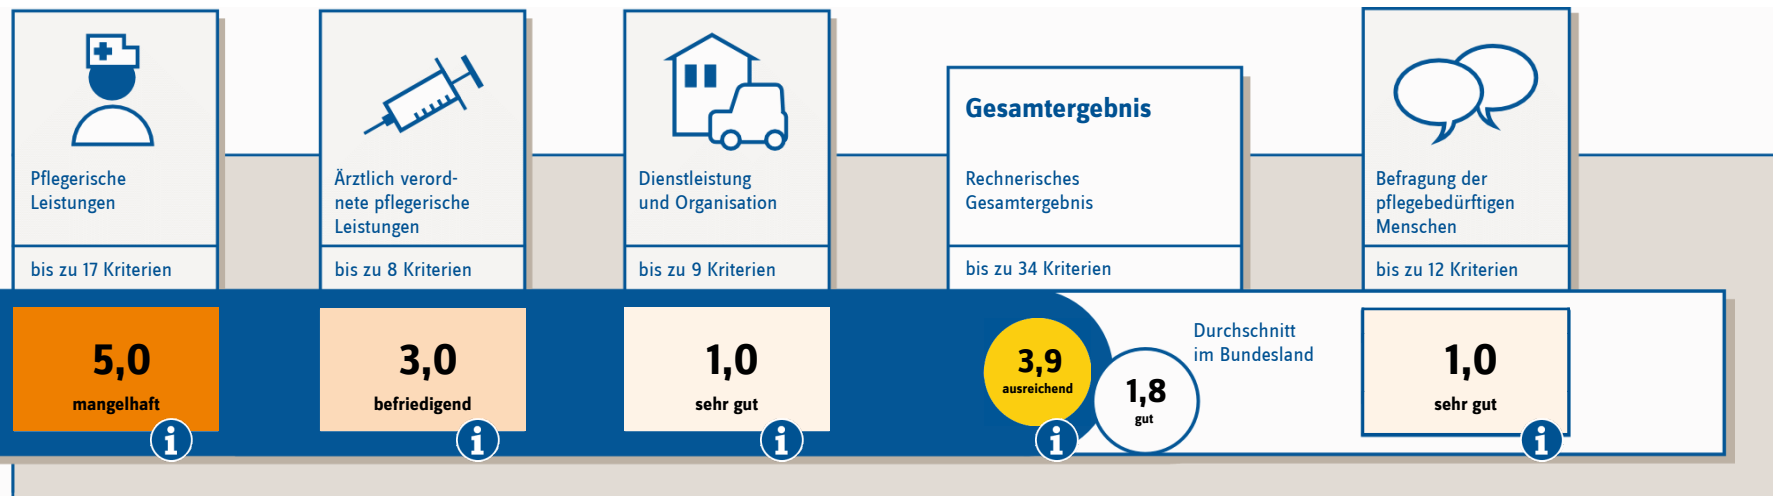 Pflegerische
Leistungen
bis zu 17 Kriterien
5,0
mangelhaft
i
Ärztlich verord-
nete pflegerische
Leistungen
bis zu 8 Kriterien
3,0
befriedigend
i
Dienstleistung
und Organisation
bis zu 9 Kriterien
1,0
sehr gut
i
Gesamtergebnis
Rechnerisches
Gesamtergebnis
bis zu 34 Kriterien
3,9
ausreichend
i
1,8
gut
Durchschnitt
im Bundesland
Befragung der
pflegebedürftigen
Menschen
bis zu 12 Kriterien
1,0
sehr gut
i